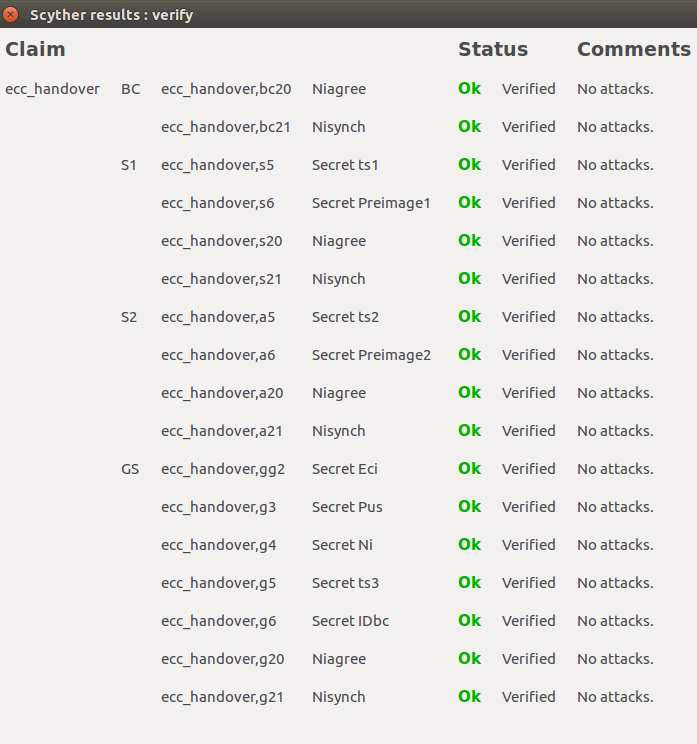 Scyther results : verify
Claim Status Comments
ecc_handover BC ecc_handover,bc20 Niagree Ok Verified No attacks.
ecc_handover,bc21 Nisynch Ok Verified No attacks.
S1 ecc_handover,s5 Secret ts1 Ok Verified No attacks.
ecc_handover,s6 Secret Preimage1 Ok Verified No attacks.
ecc_handover,s20 Niagree Ok Verified No attacks.
ecc_handover,s21 Nisynch Ok Verified No attacks.
S2 ecc_handover,a5 Secret ts2 Ok Verified No attacks.
ecc_handover,a6 Secret Preimage2 Ok Verified No attacks.
ecc_handover,a20 Niagree Ok Verified No attacks.
ecc_handover,a21 Nisynch Ok Verified No attacks.
GS ecc_handover,gg2 Secret Eci Ok Verified No attacks.
ecc_handover,g3 Secret Pus Ok Verified No attacks.
ecc_handover,g4 Secret Ni Ok Verified No attacks.
ecc_handover,g5 Secret ts3 Ok Verified No attacks.
ecc_handover,g6 Secret IDbc Ok Verified No attacks.
ecc_handover,g20 Niagree Ok Verified No attacks.
ecc_handover,g21 Nisynch Ok Verified No attacks.